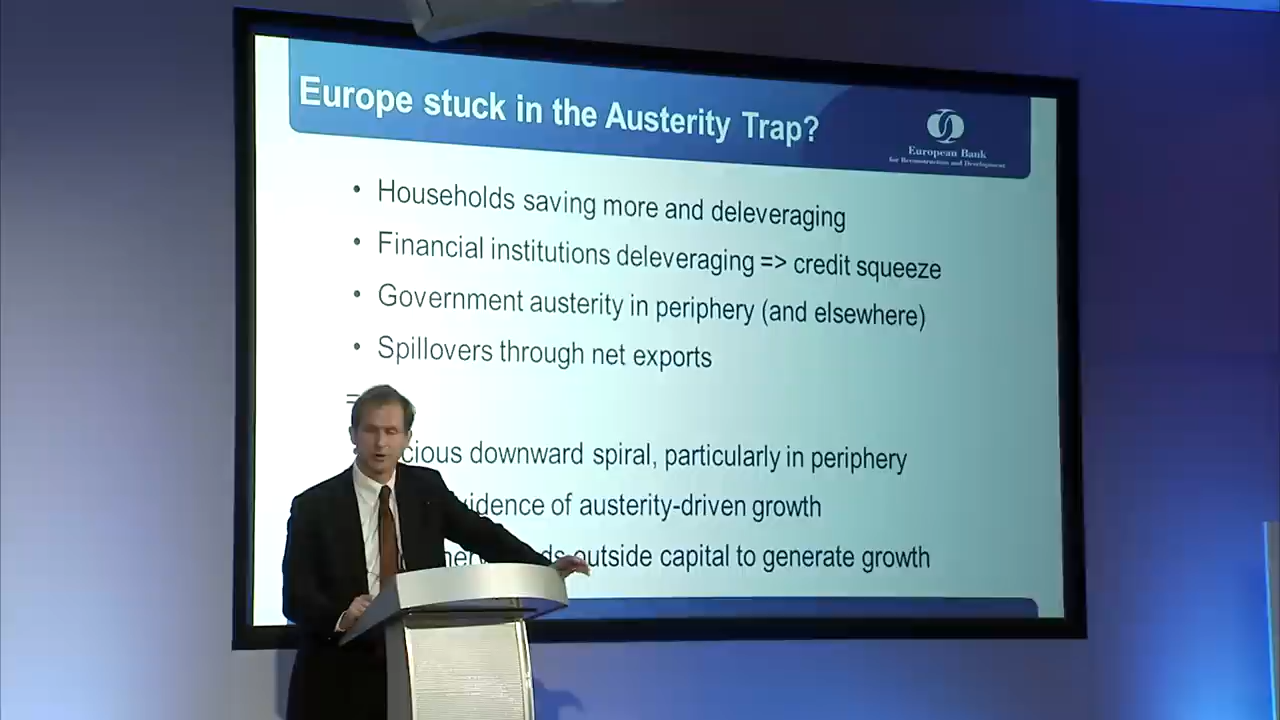 Europe stuck in the Austerity Trap?
European Bank
for Reconstruction and Development
• Households saving more and deleveraging
• Financial institutions deleveraging => credit squeeze
• Government austerity in periphery (and elsewhere)
• Spillovers through net exports
=
cious downward spiral, particularly in periphery
idence of austerity-driven growth
outside capital to generate growth